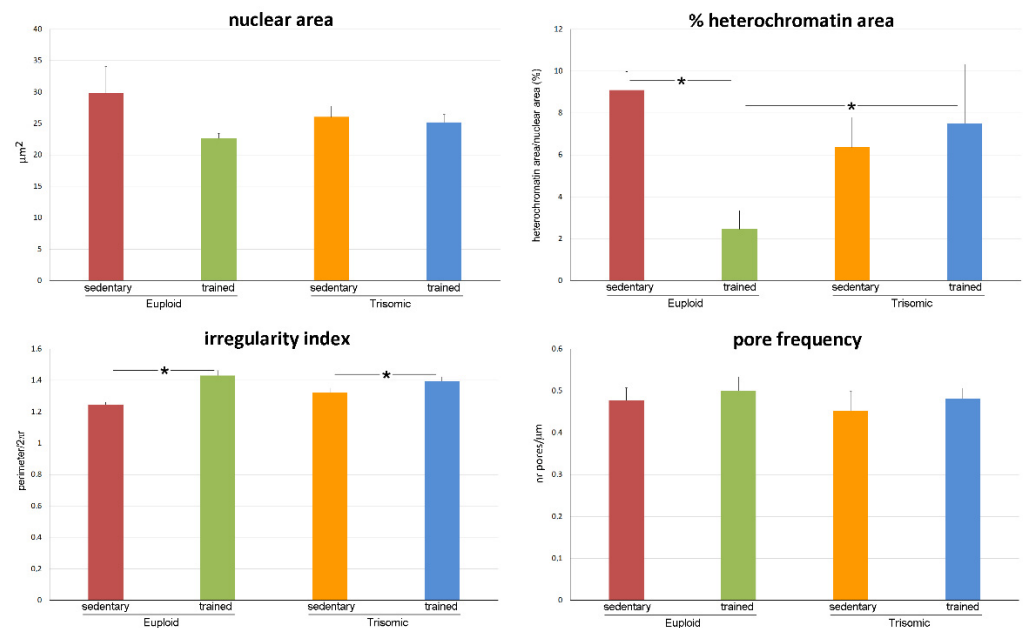 nuclear area
40
35
30
25
20
15
10
5
0
μm²
sedentary trained sedentary trained
Euploid Trisomic
% heterochromatin area
12
10
8
6
4
2
0
heterochromatin area/nuclear area (%)
*
*
sedentary trained sedentary trained
Euploid Trisomic
irregularity index
1.6
1.4
1.2
1
0.8
0.6
0.4
0,2
0
perimeter/2πr
* *
sedentary trained sedentary trained
Euploid Trisomic
pore frequency
0.6
0.5
0.4
0.3
0.2
0.1
0
nr pores/μm
sedentary trained sedentary trained
Euploid Trisomic